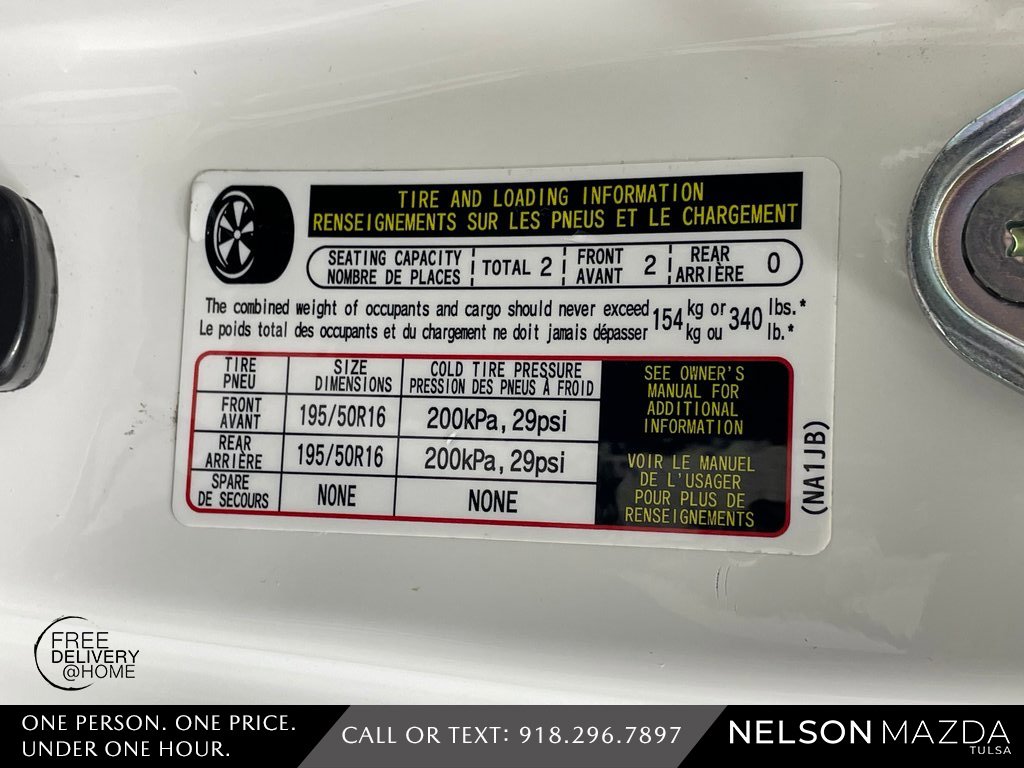 TIRE AND LOADING INFORMATION
RENSEIGNEMENTS SUR LES PNEUS ET LE CHARGEMENT
SEATING CAPACITY
NOMBRE DE PLACES
TOTAL 2
FRONT
AVANT
2
REAR
ARRIÈRE
0
The combined weight of occupants and cargo should never exceed 154 kg or 340 lbs.*
Le poids total des occupants et du chargement ne doit jamais dépasser kg ou lb.*
TIRE
PNEU
SIZE
DIMENSIONS
COLD TIRE PRESSURE
PRESSION DES PNEUS À FROID
FRONT
AVANT
195/50R16
200kPa, 29psi
REAR
ARRIÈRE
195/50R16
200kPa, 29psi
SPARE
DE SECOURS
NONE
NONE
SEE OWNER'S
MANUAL FOR
ADDITIONAL
INFORMATION
VOIR LE MANUEL
DE L'USAGER
POUR PLUS DE
RENSEIGNEMENTS
(NA1JB)
FREE
DELIVERY
@HOME
ONE PERSON. ONE PRICE.
UNDER ONE HOUR.
CALL OR TEXT: 918.296.7897
NELSON MAZDA
TULSA